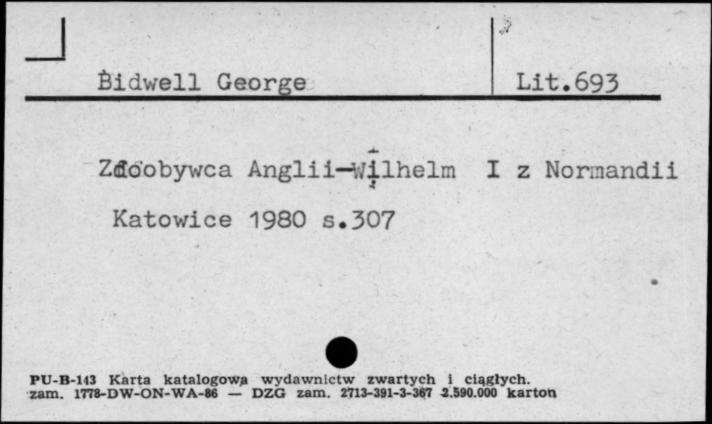 Bidwell George Lit.693
Zdobywca Anglii-Wilhelm I z Normandii
Katowice 1980 s.307
PU-B-143 Karta katalogowa wydawnictw zwartych i ciągłych.
zam. 1778-DW-ON-WA-86 — DZG zam. 2713-391-3-367 2.590.000 karton